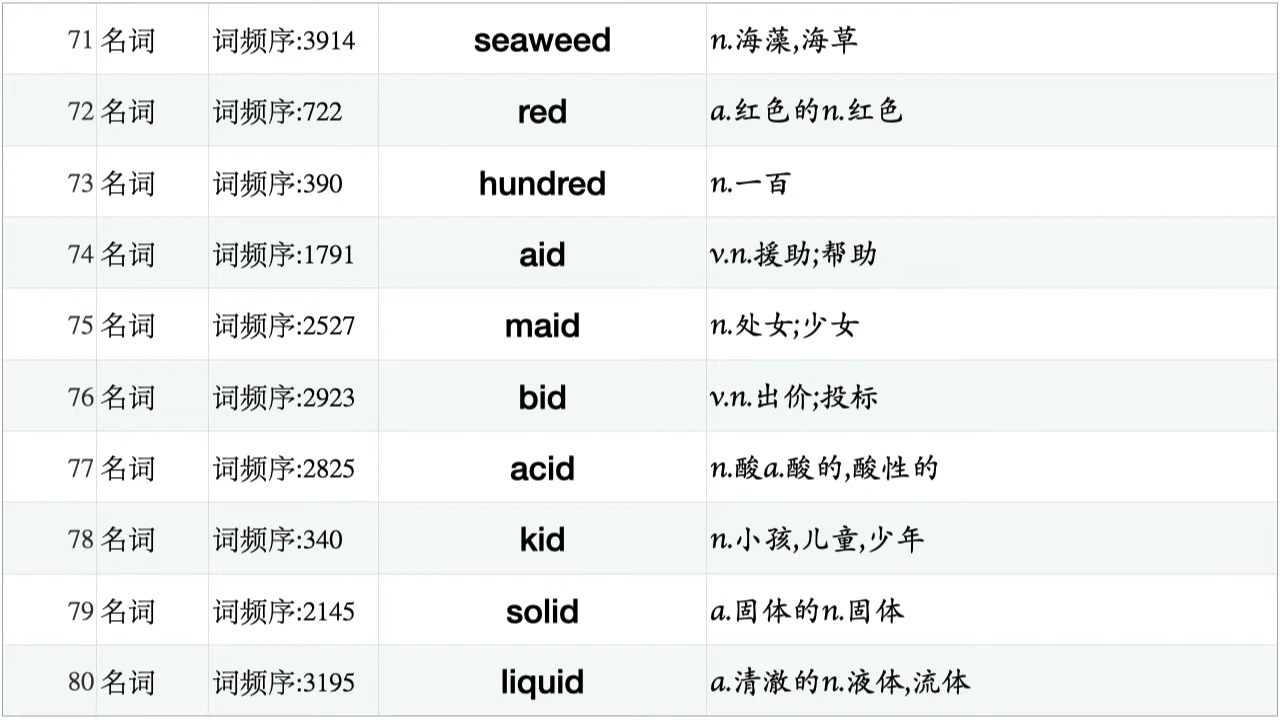 71 名词 词频序:3914 seaweed n.海藻,海草
72 名词 词频序:722 red a.红色的n.红色
73 名词 词频序:390 hundred n.一百
74 名词 词频序:1791 aid v.n.援助;帮助
75 名词 词频序:2527 maid n.处女;少女
76 名词 词频序:2923 bid v.n.出价;投标
77 名词 词频序:2825 acid n.酸a.酸的,酸性的
78 名词 词频序:340 kid n.小孩,儿童,少年
79 名词 词频序:2145 solid a.固体的n.固体
80 名词 词频序:3195 liquid a.清澈的n.液体,流体